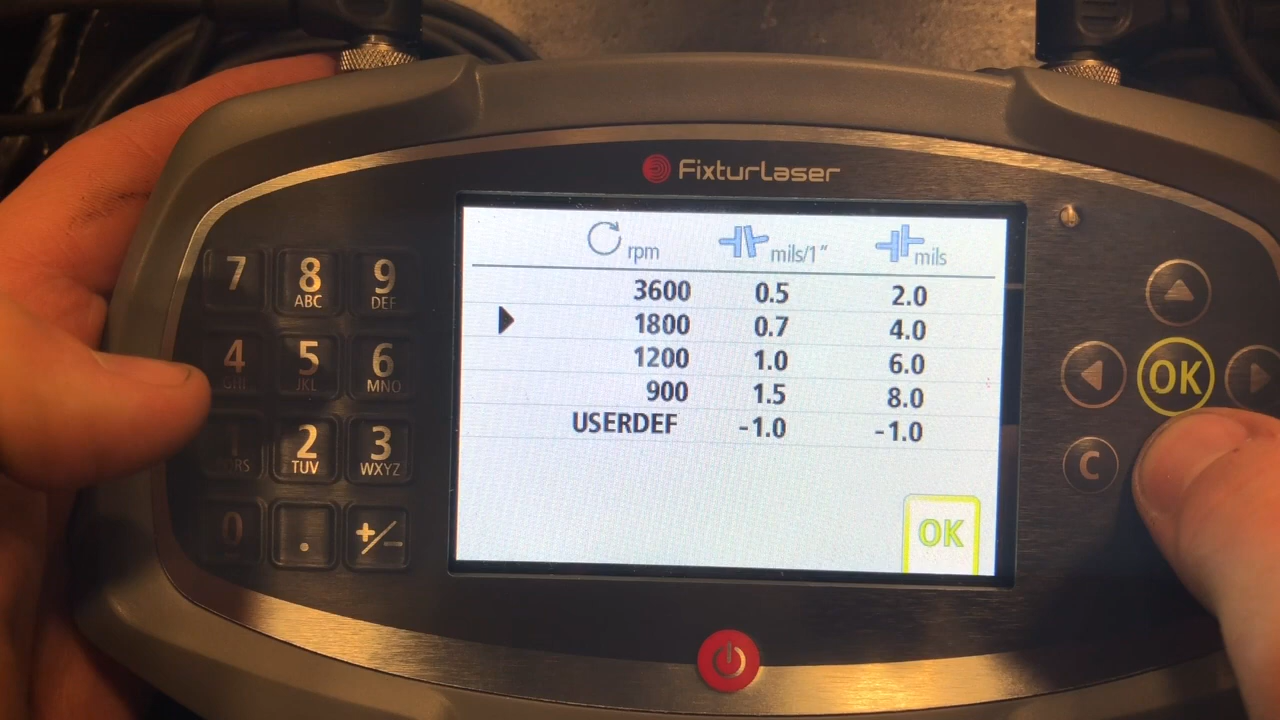 FixturLaser
rpm mils/1" mils
3600 0.5 2.0
1800 0.7 4.0
1200 1.0 6.0
900 1.5 8.0
USERDEF -1.0 -1.0
OK
7 8 9
ABC DEF
4 5 6
GHI JKL MNO
2 3
TUV WXYZ
0 . +/-
OK
C